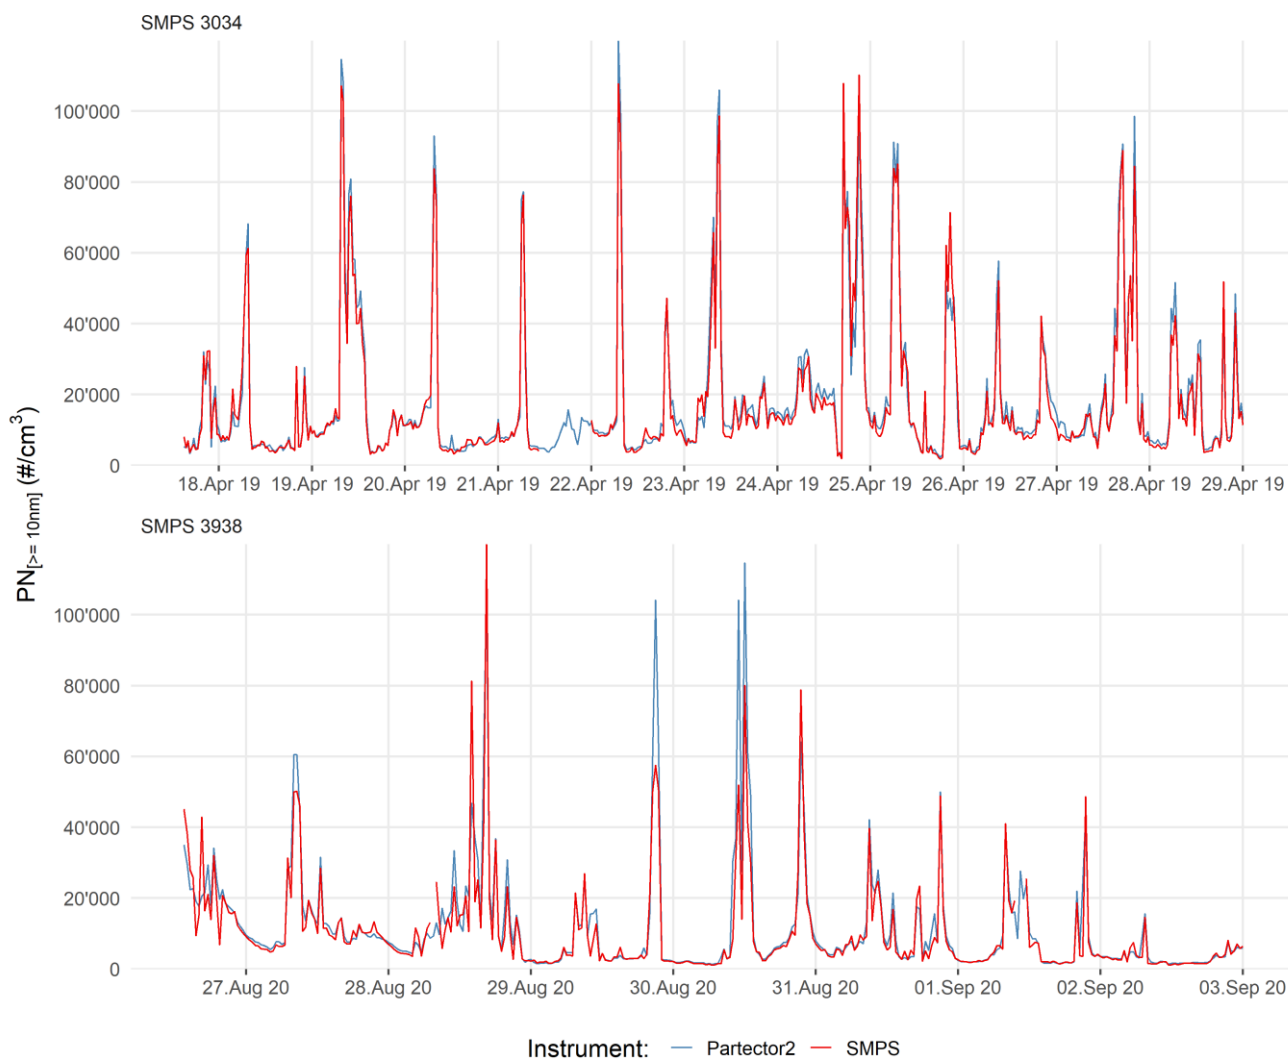 SMPS 3034
100'000
80'000
60'000
40'000
20'000
0
18.Apr 19 19.Apr 19 20.Apr 19 21.Apr 19 22.Apr 19 23.Apr 19 24.Apr 19 25.Apr 19 26.Apr 19 27.Apr 19 28.Apr 19 29.Apr 19
PN[>= 10nm] (#/cm³)
SMPS 3938
100'000
80'000
60'000
40'000
20'000
0
27.Aug 20 28.Aug 20 29.Aug 20 30.Aug 20 31.Aug 20 01.Sep 20 02.Sep 20 03.Sep 20
Instrument: Partector2 SMPS